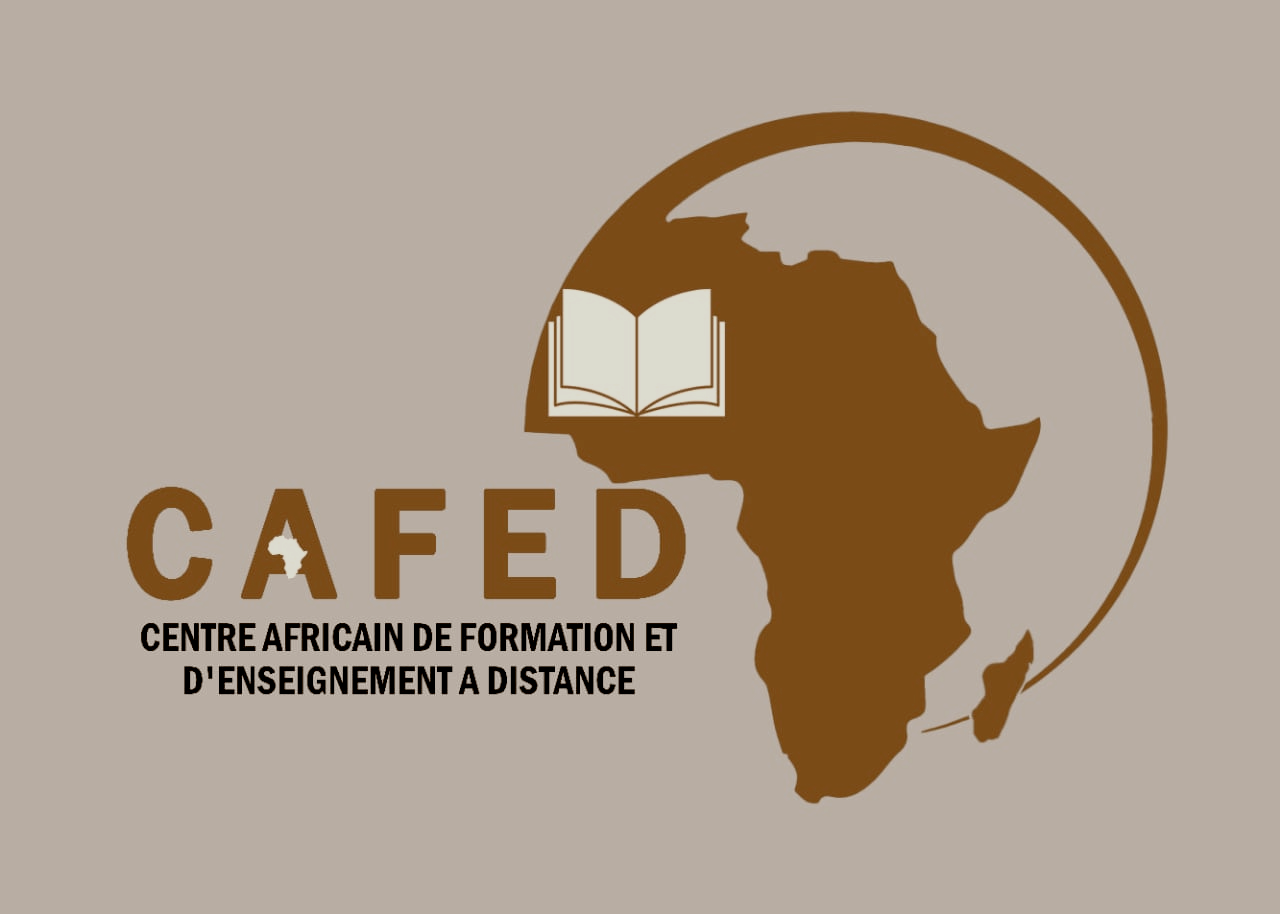 CAFED
CENTRE AFRICAIN DE FORMATION ET
D'ENSEIGNEMENT A DISTANCE